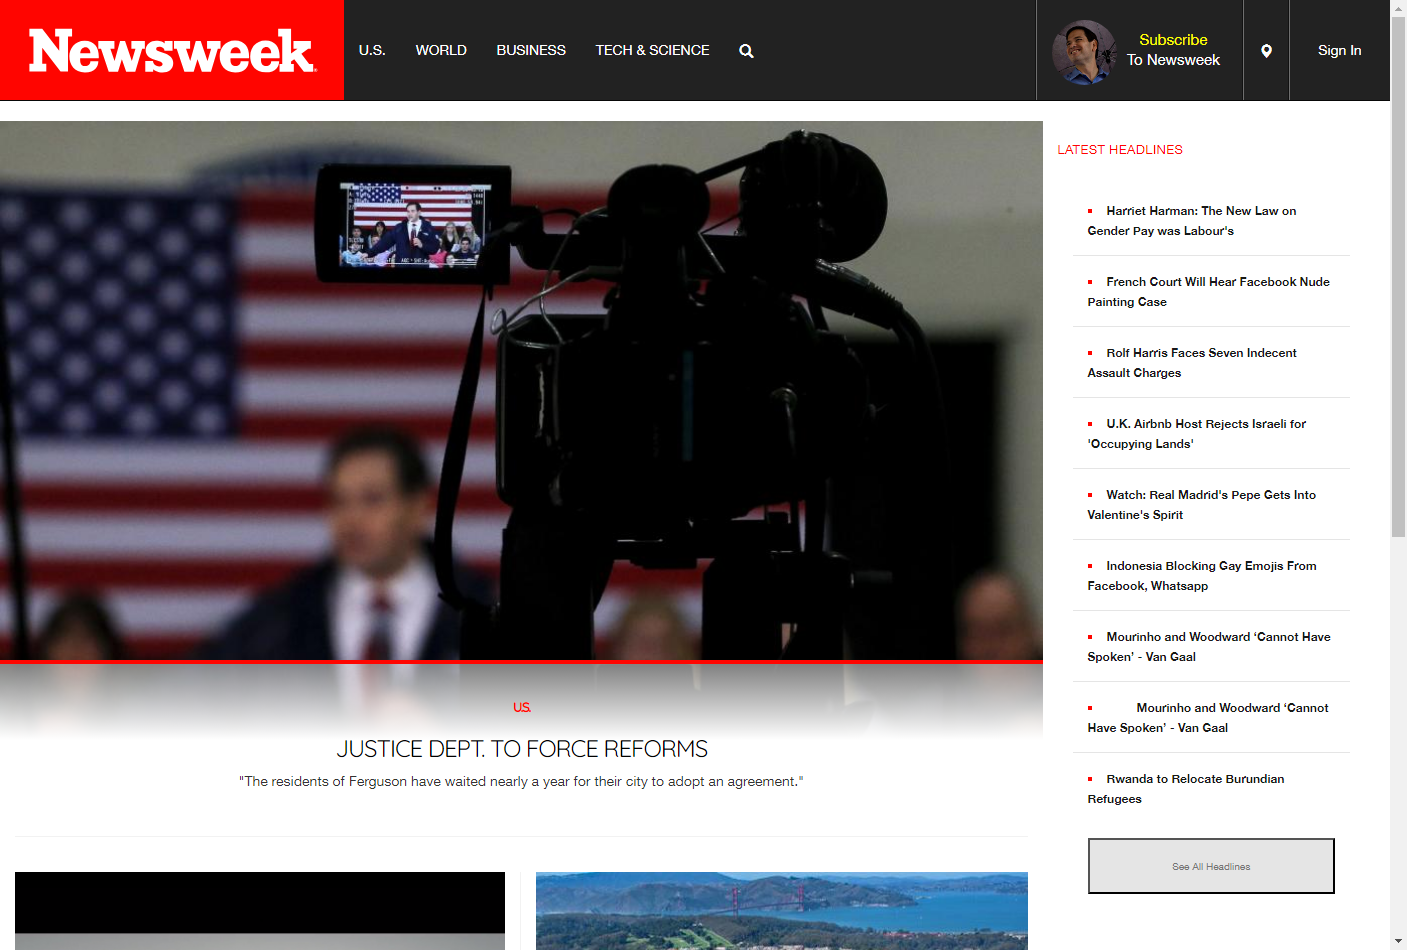 Newsweek
U.S.
WORLD
BUSINESS
TECH & SCIENCE
Subscribe
To Newsweek
Sign In
LATEST HEADLINES
Harriet Harman: The New Law on
Gender Pay was Labour's
French Court Will Hear Facebook Nude
Painting Case
Rolf Harris Faces Seven Indecent
Assault Charges
U.K. Airbnb Host Rejects Israeli for
'Occupying Lands'
Watch: Real Madrid's Pepe Gets Into
Valentine's Spirit
Indonesia Blocking Gay Emojis From
Facebook, Whatsapp
Mourinho and Woodward ‘Cannot Have
Spoken’ - Van Gaal
Mourinho and Woodward ‘Cannot
Have Spoken’ - Van Gaal
Rwanda to Relocate Burundian
Refugees
See All Headlines
U.S.
JUSTICE DEPT. TO FORCE REFORMS
"The residents of Ferguson have waited nearly a year for their city to adopt an agreement."